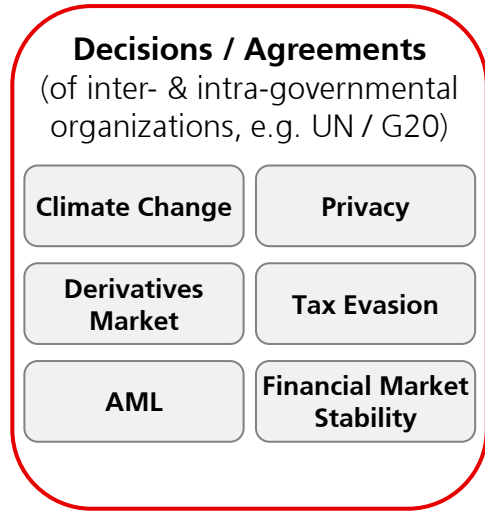 Decisions / Agreements
(of inter- & intra-governmental
organizations, e.g. UN / G20)
Climate Change
Privacy
Derivatives
Market
Tax Evasion
AML
Financial Market
Stability